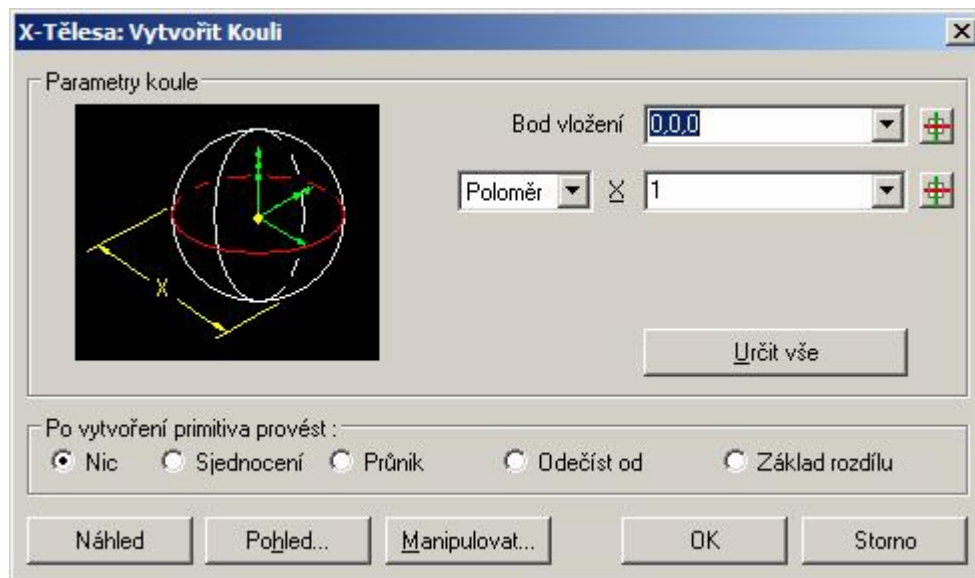 X-Tělesa: Vytvořit Kouli
Parametry koule
Bod vložení 0,0,0
Poloměr X 1
X
Určit vše
Po vytvoření primitiva provést :
Nic Sjednocení Průnik Odečíst od Základ rozdílu
Náhled Pohled... Manipulovat... OK Storno